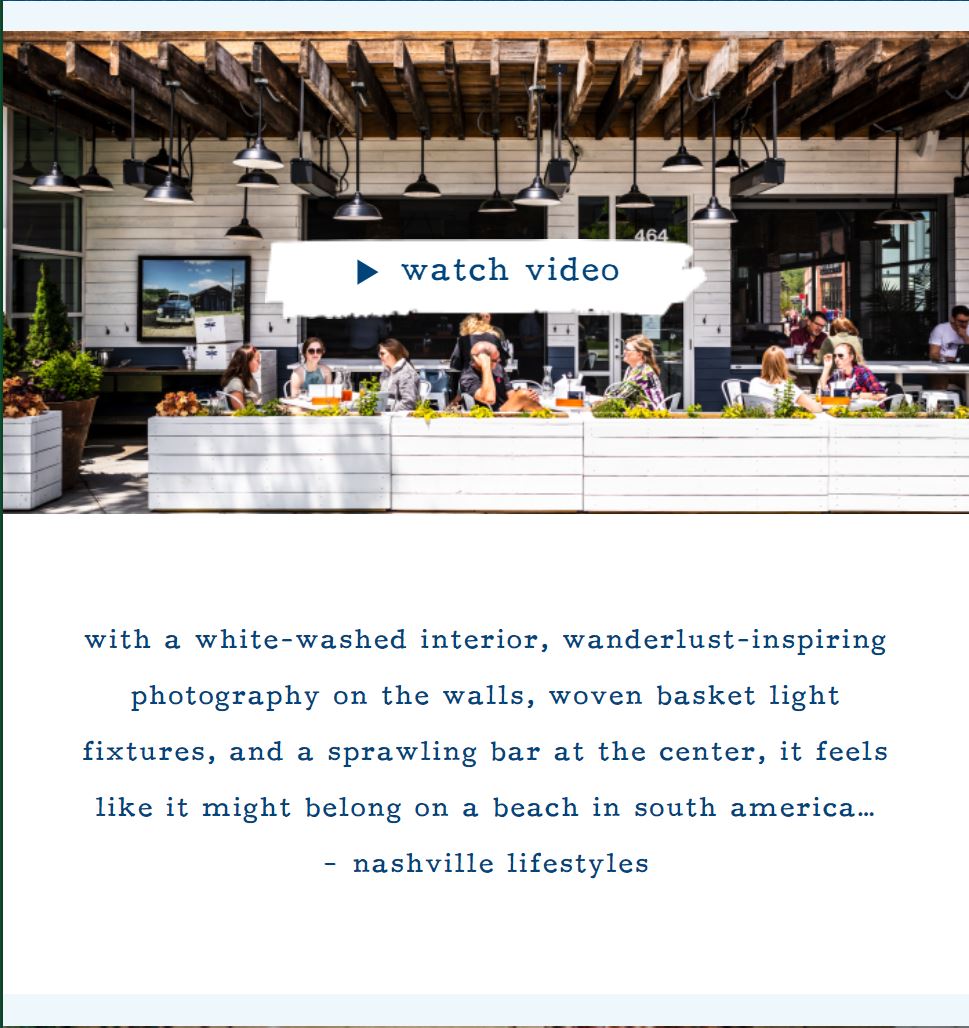 464
▶ watch video
with a white-washed interior, wanderlust-inspiring
photography on the walls, woven basket light
fixtures, and a sprawling bar at the center, it feels
like it might belong on a beach in south america…
- nashville lifestyles